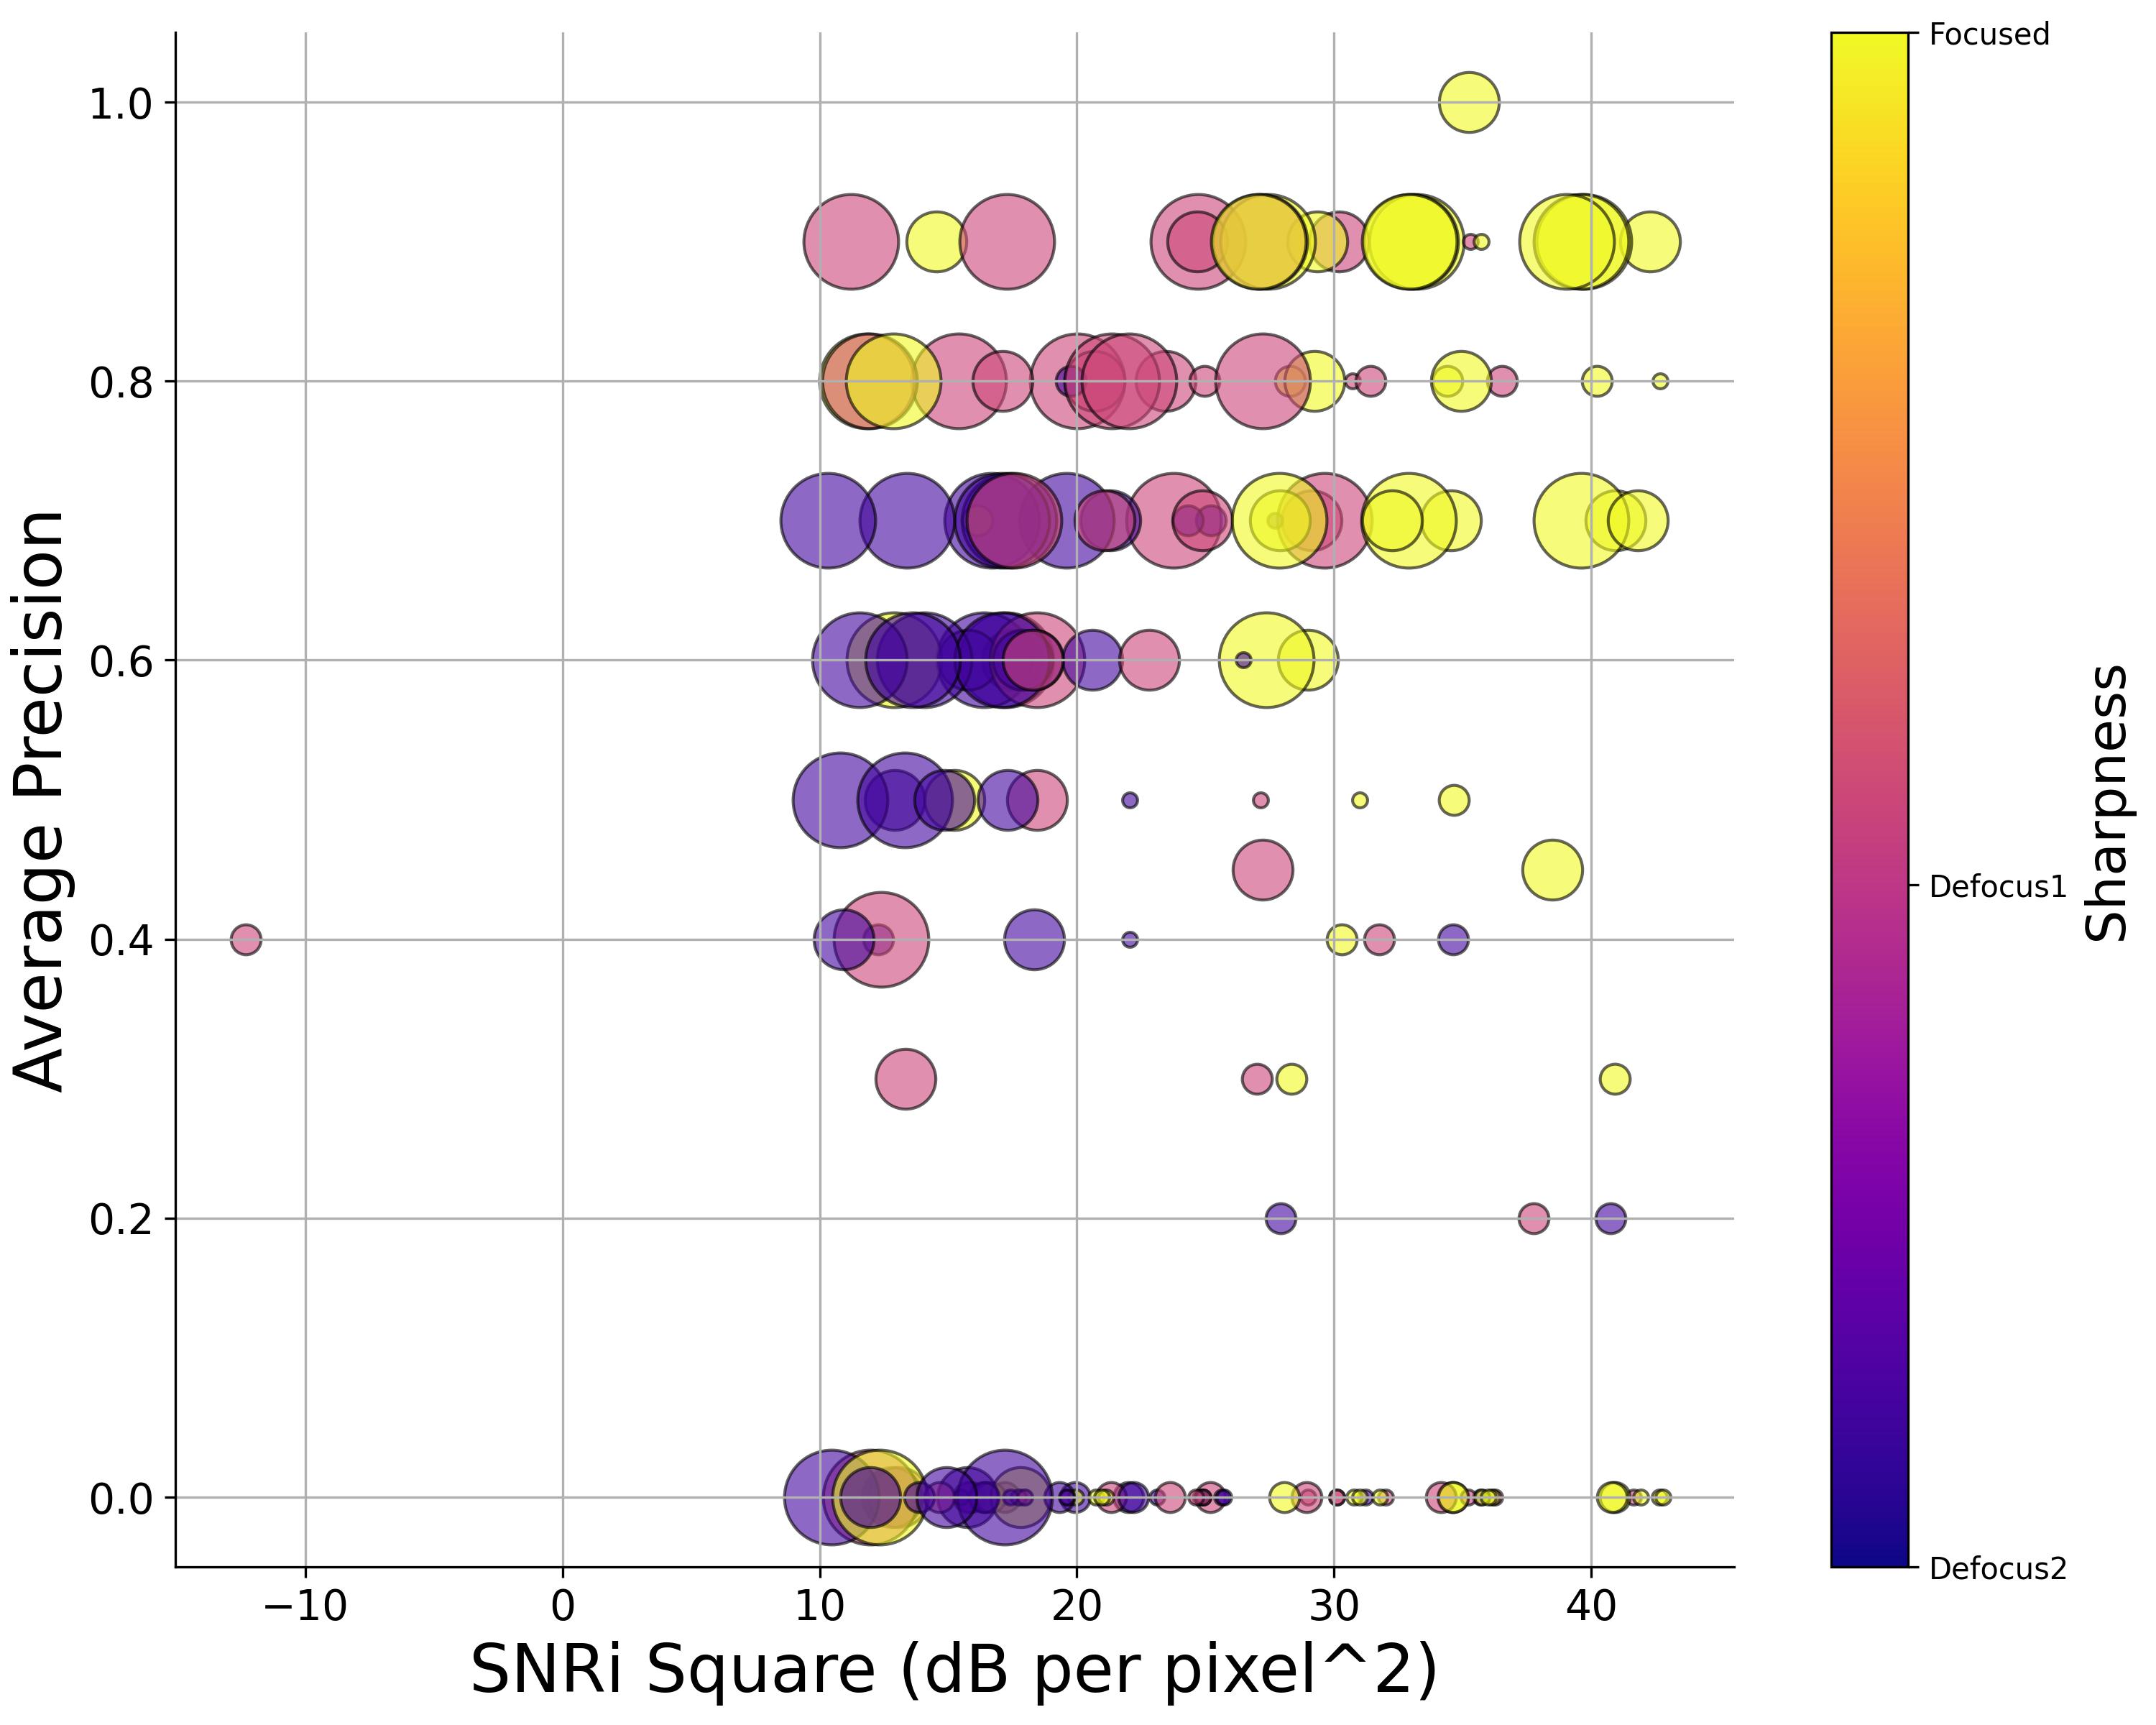 Average Precision
1.0
0.8
0.6
0.4
0.2
0.0
−10 0 10 20 30 40
SNRi Square (dB per pixel^2)
Focused
Defocus1
Defocus2
Sharpness